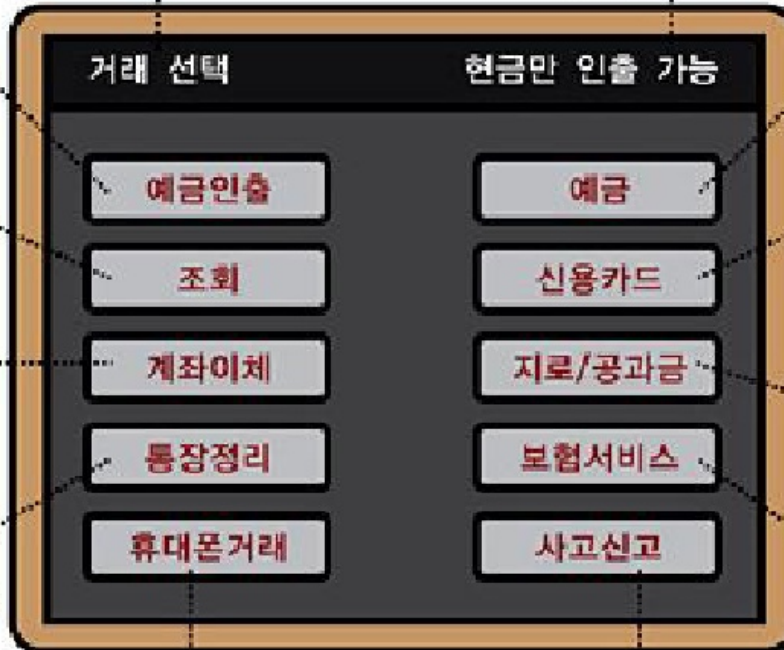 거래 선택
현금만 인출 가능
예금인출
예금
조회
신용카드
계좌이체
지로/공과금
통장정리
보험서비스
휴대폰거래
사고신고